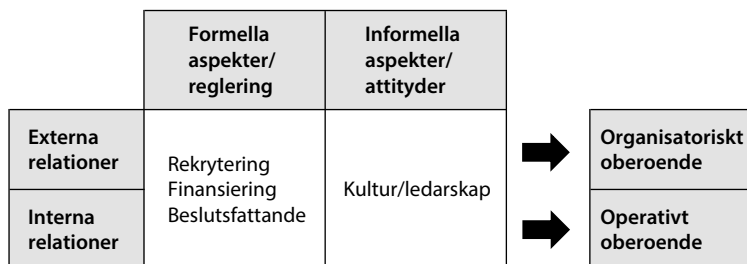 Formella
aspekter/
reglering
Informella
aspekter/
attityder
Externa
relationer
Rekrytering
Finansiering
Beslutsfattande
Kultur/ledarskap
Organisatoriskt
oberoende
Interna
relationer
Operativt
oberoende